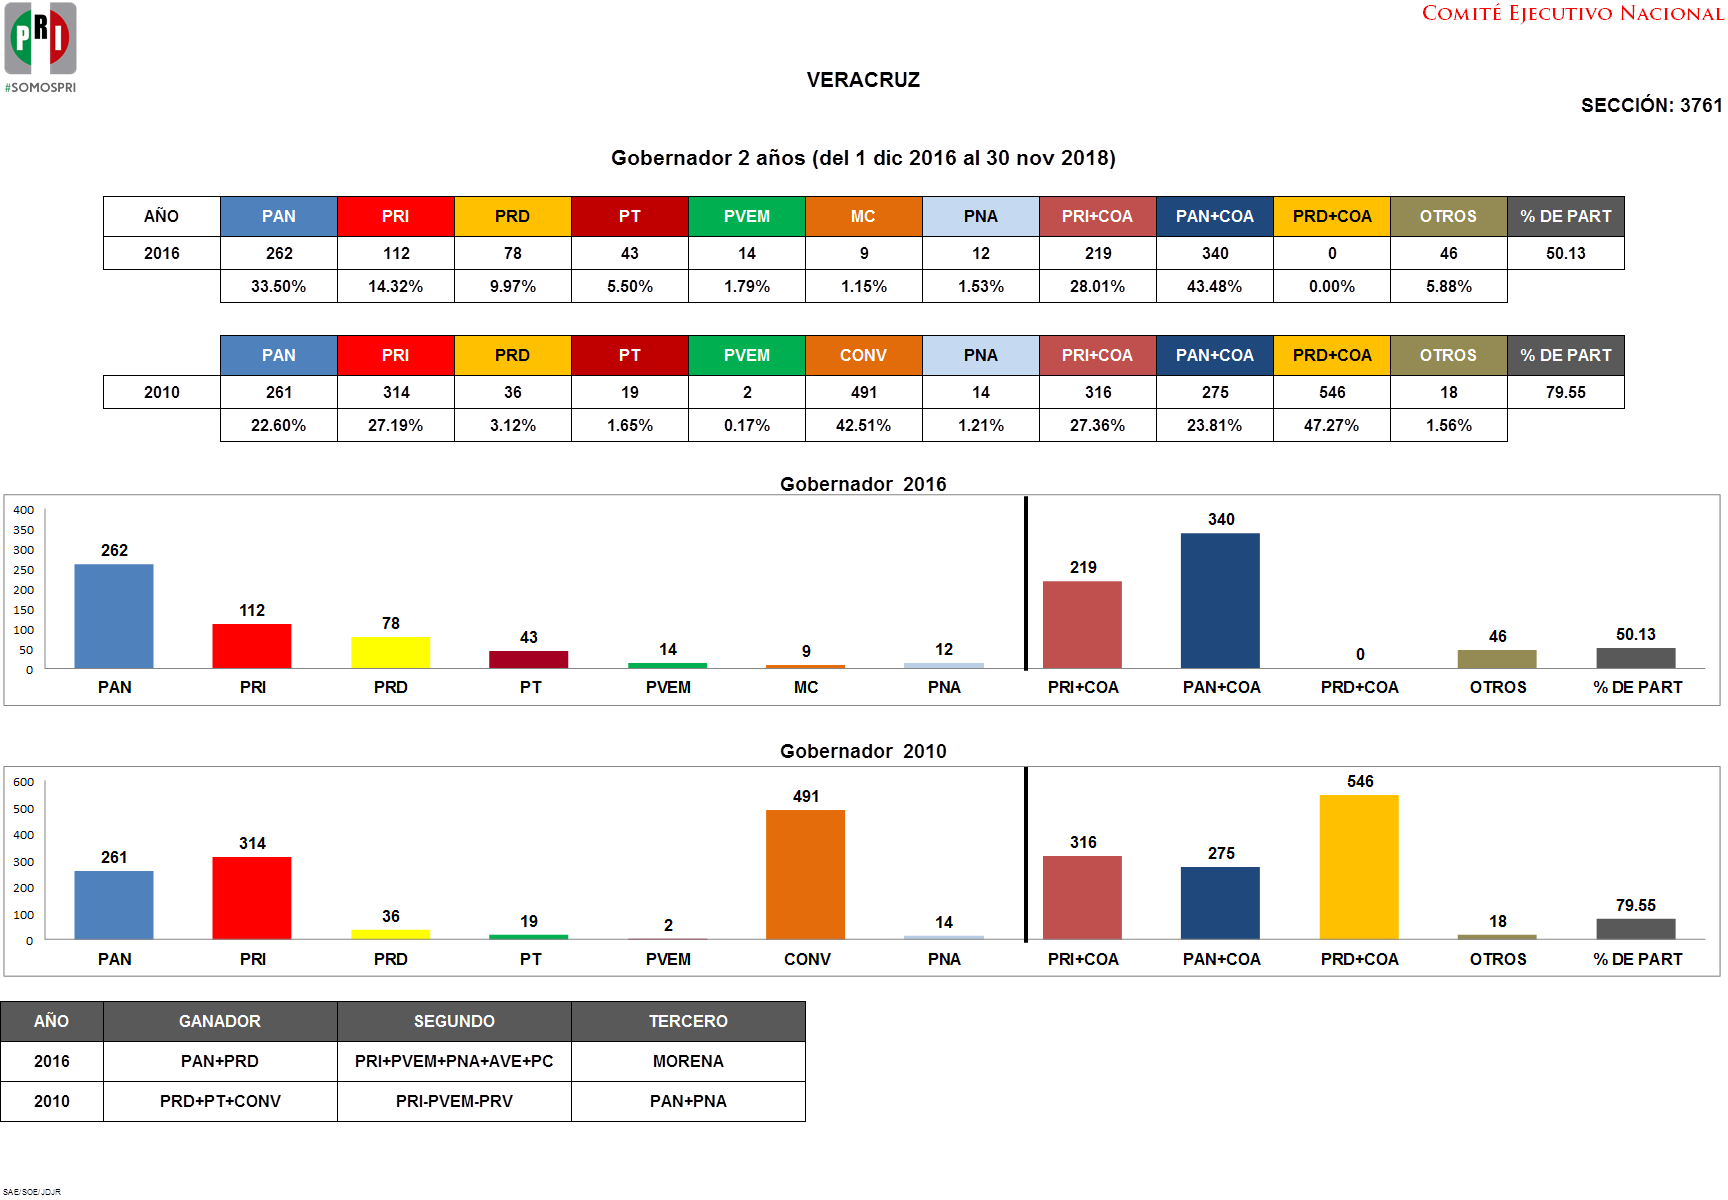 PRI
#SOMOSPRI
COMITÉ EJECUTIVO NACIONAL
VERACRUZ
SECCIÓN: 3761
Gobernador 2 años (del 1 dic 2016 al 30 nov 2018)
AÑO PAN PRI PRD PT PVEM MC PNA PRI+COA PAN+COA PRD+COA OTROS % DE PART
2016 262 112 78 43 14 9 12 219 340 0 46 50.13
33.50% 14.32% 9.97% 5.50% 1.79% 1.15% 1.53% 28.01% 43.48% 0.00% 5.88%
PAN PRI PRD PT PVEM CONV PNA PRI+COA PAN+COA PRD+COA OTROS % DE PART
2010 261 314 36 19 2 491 14 316 275 546 18 79.55
22.60% 27.19% 3.12% 1.65% 0.17% 42.51% 1.21% 27.36% 23.81% 47.27% 1.56%
Gobernador 2016
400
350
300
250
200
150
100
50
0
262 112 78 43 14 9 12 219 340 0 46 50.13
PAN PRI PRD PT PVEM MC PNA PRI+COA PAN+COA PRD+COA OTROS % DE PART
Gobernador 2010
600
500
400
300
200
100
0
261 314 36 19 2 491 14 316 275 546 18 79.55
PAN PRI PRD PT PVEM CONV PNA PRI+COA PAN+COA PRD+COA OTROS % DE PART
AÑO GANADOR SEGUNDO TERCERO
2016 PAN+PRD PRI+PVEM+PNA+AVE+PC MORENA
2010 PRD+PT+CONV PRI-PVEM-PRV PAN+PNA
SAE/SOE/JDJR